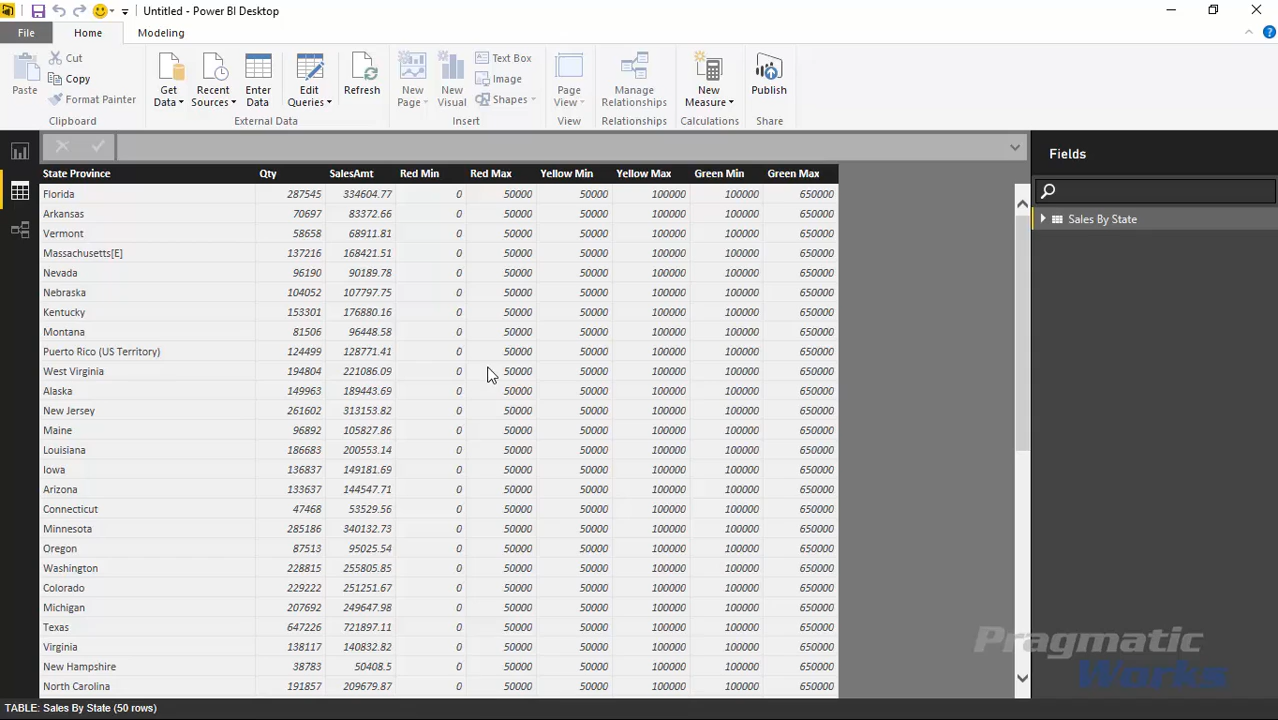 Untitled - Power BI Desktop
File Home Modeling
Paste Cut Copy Format Painter Clipboard
Get Data Recent Sources Enter Data Edit Queries Refresh External Data
New Page New Visual Text Box Image Shapes Insert
Page View View
Manage Relationships Relationships
New Measure Calculations
Publish Share
State Province Qty SalesAmt Red Min Red Max Yellow Min Yellow Max Green Min Green Max
Florida 287545 334604.77 0 50000 50000 100000 100000 650000
Arkansas 70697 83372.66 0 50000 50000 100000 100000 650000
Vermont 58658 68911.81 0 50000 50000 100000 100000 650000
Massachusetts[E] 137216 168421.51 0 50000 50000 100000 100000 650000
Nevada 96190 90189.78 0 50000 50000 100000 100000 650000
Nebraska 104052 107797.75 0 50000 50000 100000 100000 650000
Kentucky 153301 176880.16 0 50000 50000 100000 100000 650000
Montana 81506 96448.58 0 50000 50000 100000 100000 650000
Puerto Rico (US Territory) 124499 128771.41 0 50000 50000 100000 100000 650000
West Virginia 194804 221086.09 0 50000 50000 100000 100000 650000
Alaska 149963 189443.69 0 50000 50000 100000 100000 650000
New Jersey 261602 313153.82 0 50000 50000 100000 100000 650000
Maine 96892 105827.86 0 50000 50000 100000 100000 650000
Louisiana 186683 200553.14 0 50000 50000 100000 100000 650000
Iowa 136837 149181.69 0 50000 50000 100000 100000 650000
Arizona 133637 144547.71 0 50000 50000 100000 100000 650000
Connecticut 47468 53529.56 0 50000 50000 100000 100000 650000
Minnesota 285186 340132.73 0 50000 50000 100000 100000 650000
Oregon 87513 95025.54 0 50000 50000 100000 100000 650000
Washington 228815 255805.85 0 50000 50000 100000 100000 650000
Colorado 229222 251251.67 0 50000 50000 100000 100000 650000
Michigan 207692 249647.98 0 50000 50000 100000 100000 650000
Texas 647226 721897.11 0 50000 50000 100000 100000 650000
Virginia 138117 140832.82 0 50000 50000 100000 100000 650000
New Hampshire 38783 50408.5 0 50000 50000 100000 100000 650000
North Carolina 191857 209679.87 0 50000 50000 100000 100000 650000
Fields
Sales By State
Pragmatic
Works
TABLE: Sales By State (50 rows)